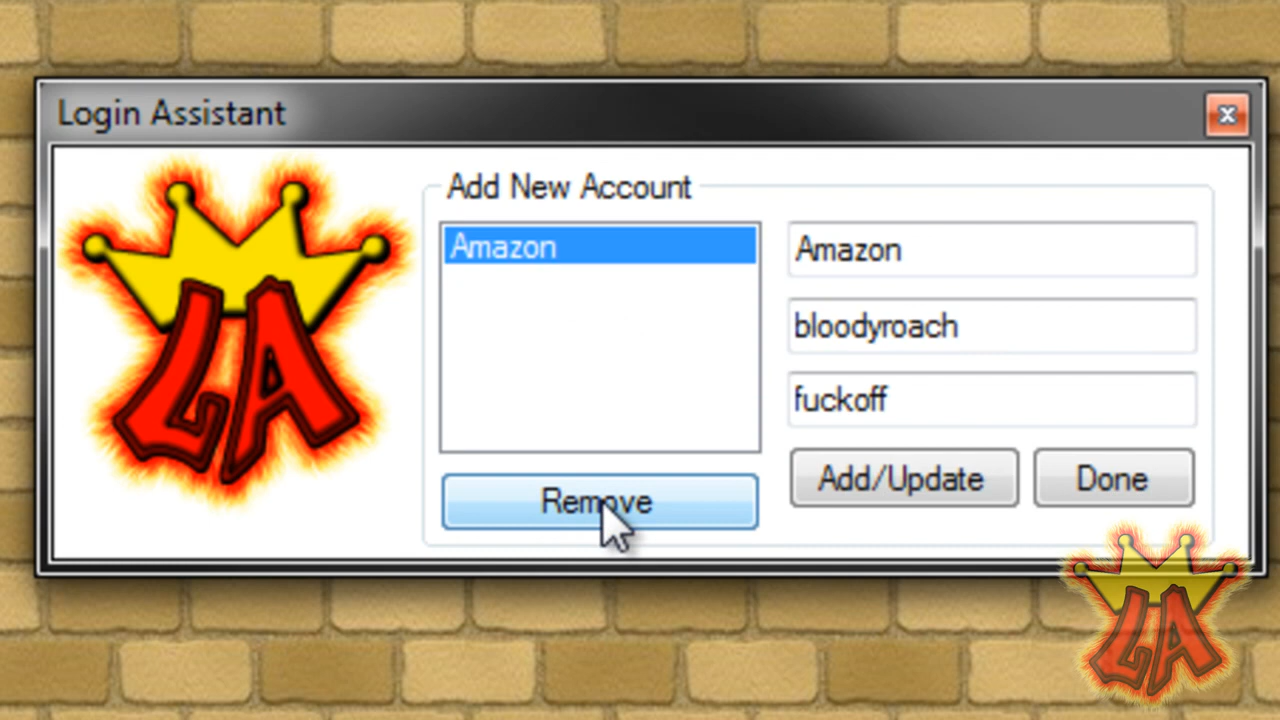 Login Assistant
LA
Add New Account
Amazon
Amazon
bloodyroach
fuckoff
Add/Update
Done
Remove
LA